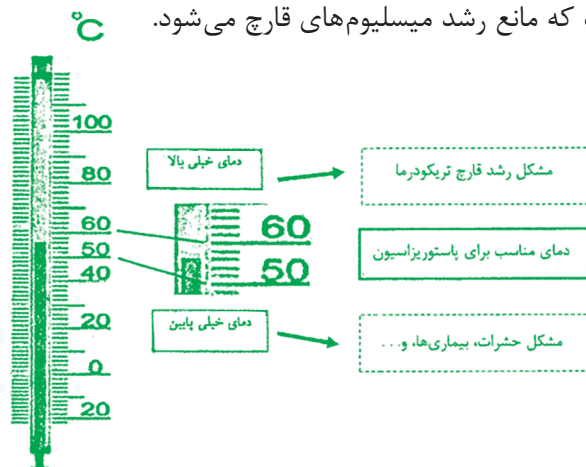 که مانع رشد میسلیوم‌های قارچ می‌شود.
°C
100
80
60
50
40
20
0
20
دمای خیلی بالا
مشکل رشد قارچ تریکودرما
60
50
دمای مناسب برای پاستوریزاسیون
دمای خیلی پایین
مشکل حشرات، بیماری‌ها، و...